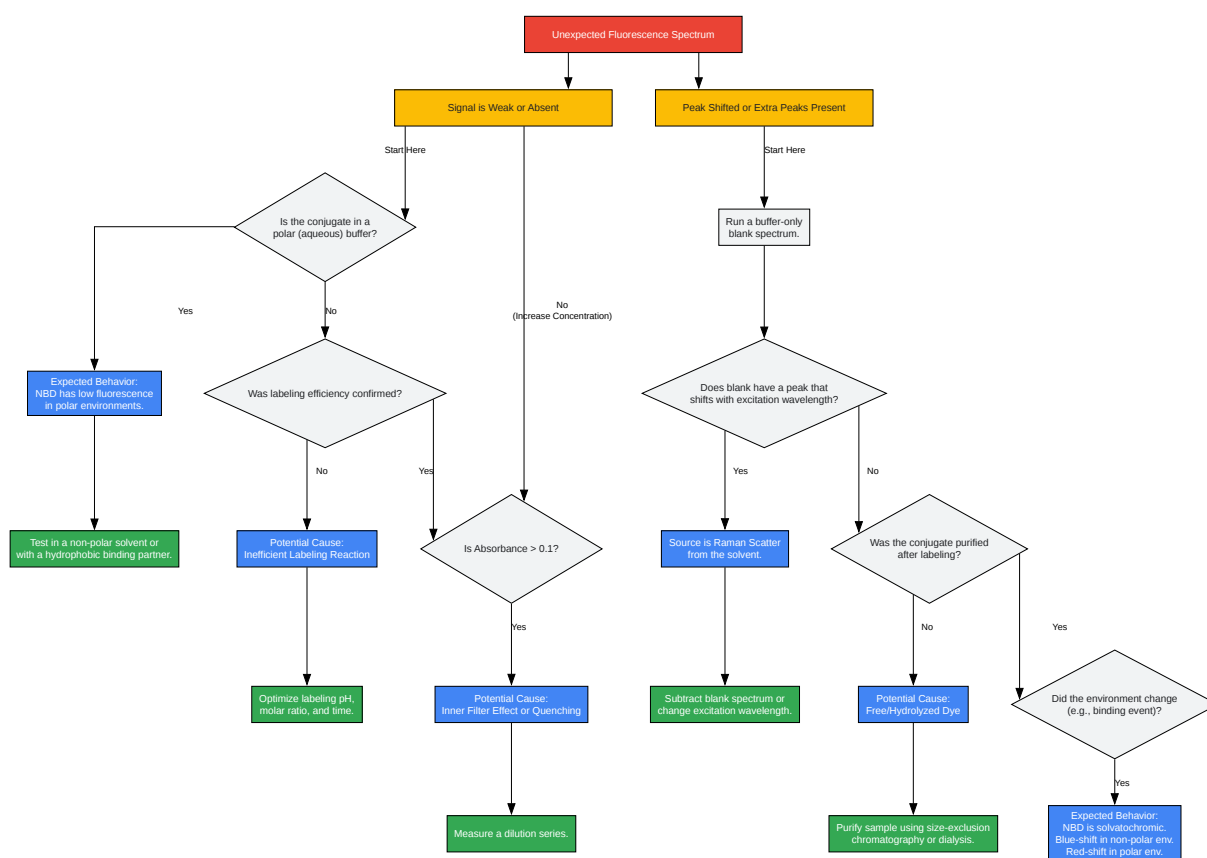 Unexpected Fluorescence Spectrum
Signal is Weak or Absent
Peak Shifted or Extra Peaks Present
Start Here
Start Here
Is the conjugate in a
polar (aqueous) buffer?
Run a buffer-only
blank spectrum.
Yes
No
No
(Increase Concentration)
Expected Behavior:
NBD has low fluorescence
in polar environments.
Was labeling efficiency confirmed?
Does blank have a peak that
shifts with excitation wavelength?
No
Yes
Yes
No
Test in a non-polar solvent or
with a hydrophobic binding partner.
Potential Cause:
Inefficient Labeling Reaction
Is Absorbance > 0.1?
Source is Raman Scatter
from the solvent.
Was the conjugate purified
after labeling?
Yes
No
Yes
Optimize labeling pH,
molar ratio, and time.
Potential Cause:
Inner Filter Effect or Quenching
Subtract blank spectrum or
change excitation wavelength.
Potential Cause:
Free/Hydrolyzed Dye
Did the environment change
(e.g., binding event)?
Yes
Measure a dilution series.
Purify sample using size-exclusion
chromatography or dialysis.
Expected Behavior:
NBD is solvatochromic.
Blue-shift in non-polar env.
Red-shift in polar env.